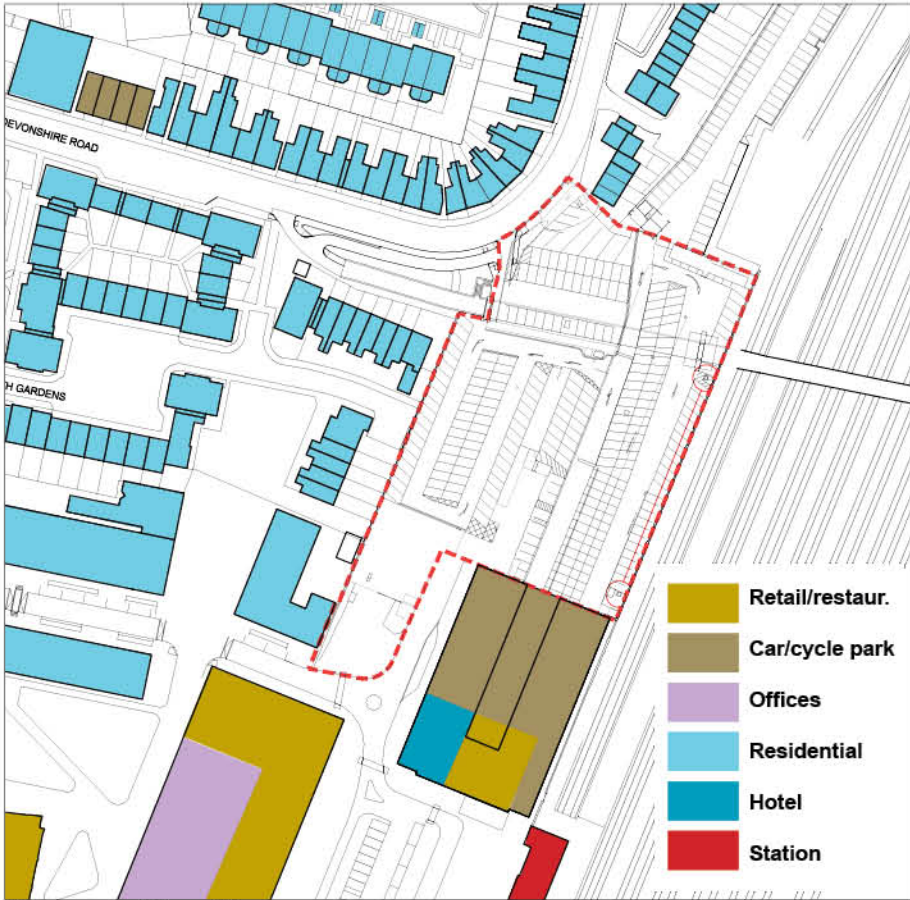 DEVONSHIRE ROAD
TH GARDENS
Retail/restaur.
Car/cycle park
Offices
Residential
Hotel
Station